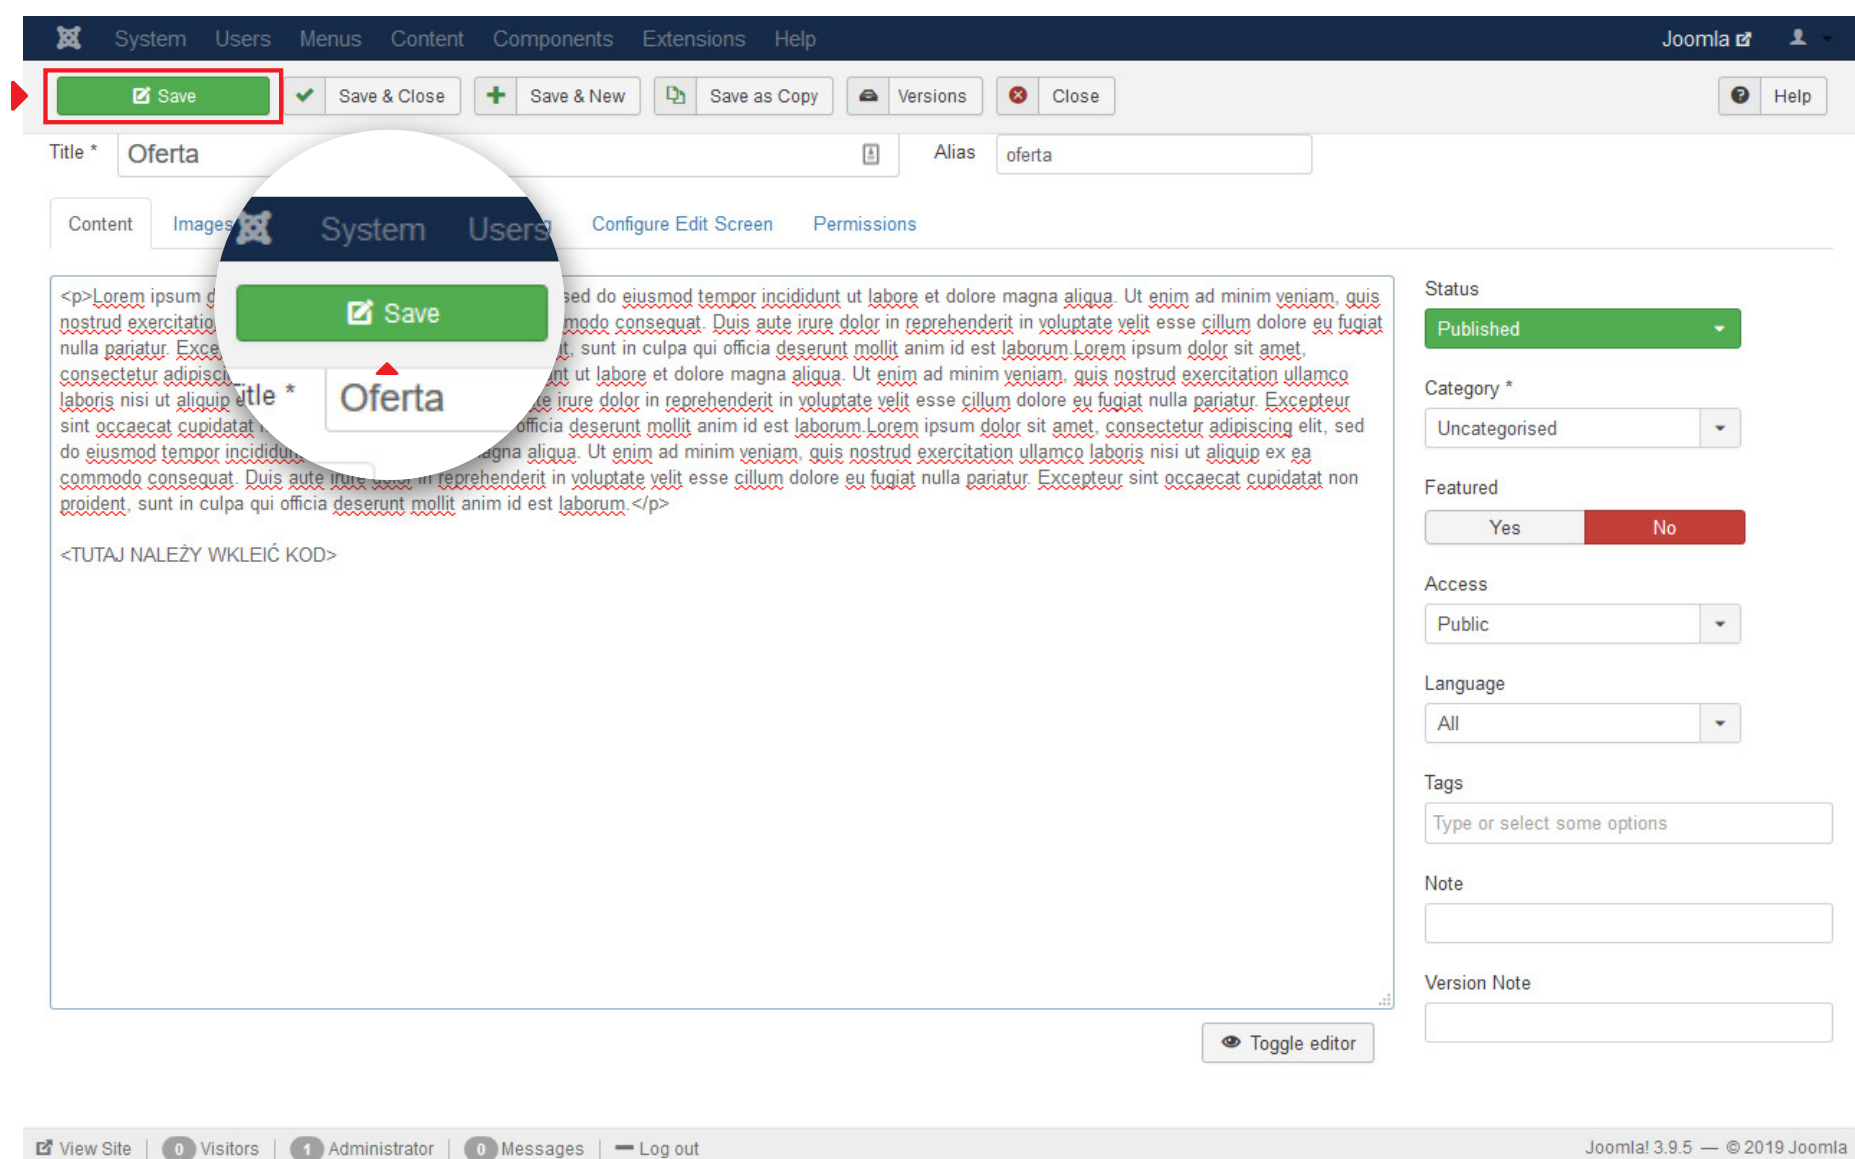 System Users Menus Content Components Extensions Help Joomla
Save Save & Close Save & New Save as Copy Versions Close Help
Title * Oferta Alias oferta
Content Images Configure Edit Screen Permissions
System Users
Save
Title * Oferta
<p>Lorem ipsum sed do eiusmod tempor incididunt ut labore et dolore magna aliqua. Ut enim ad minim veniam, quis
nostrud exercitatio modo consequat. Duis aute irure dolor in reprehenderit in voluptate velit esse cillum dolore eu fugiat
nulla pariatur. Exce sunt in culpa qui officia deserunt mollit anim id est laborum.Lorem ipsum dolor sit amet,
consectetur adipisci nt ut labore et dolore magna aliqua. Ut enim ad minim veniam, quis nostrud exercitation ullamco
laboris nisi ut aliquip irure dolor in reprehenderit in voluptate velit esse cillum dolore eu fugiat nulla pariatur. Excepteur
sint occaecat cupidatat officia deserunt mollit anim id est laborum.Lorem ipsum dolor sit amet, consectetur adipiscing elit, sed
do eiusmod tempor incididun agna aliqua. Ut enim ad minim veniam, quis nostrud exercitation ullamco laboris nisi ut aliquip ex ea
commodo consequat. Duis aute irure dolor in reprehenderit in voluptate velit esse cillum dolore eu fugiat nulla pariatur. Excepteur sint occaecat cupidatat non
proident, sunt in culpa qui officia deserunt mollit anim id est laborum.</p>
<TUTAJ NALEŻY WKLEIĆ KOD>
Toggle editor
Status
Published
Category *
Uncategorised
Featured
Yes No
Access
Public
Language
All
Tags
Type or select some options
Note
Version Note
View Site | 0 Visitors | 1 Administrator | 0 Messages | Log out Joomla! 3.9.5 — © 2019 Joomla